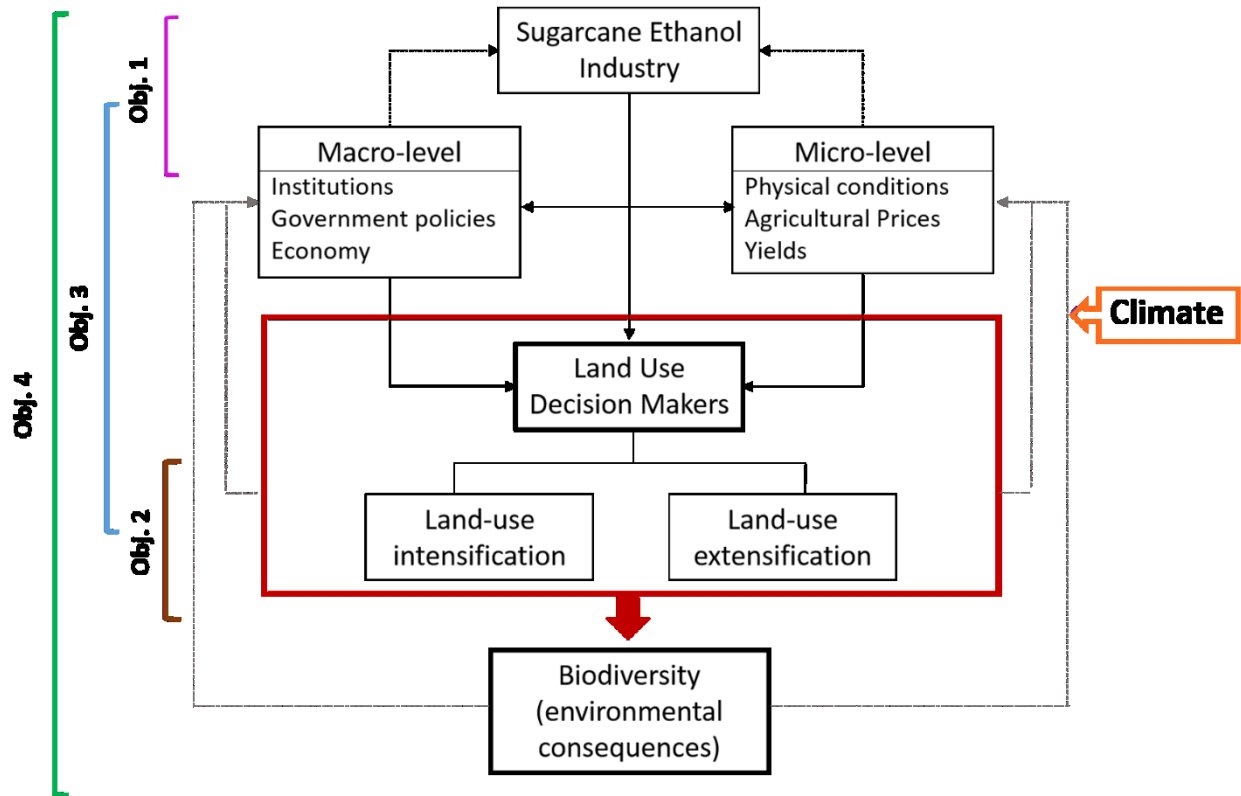 Sugarcane Ethanol
Industry
Obj. 1
Macro-level
Institutions
Government policies
Economy
Micro-level
Physical conditions
Agricultural Prices
Yields
Obj. 3
Climate
Obj. 4
Land Use
Decision Makers
Obj. 2
Land-use
intensification
Land-use
extensification
Biodiversity
(environmental
consequences)